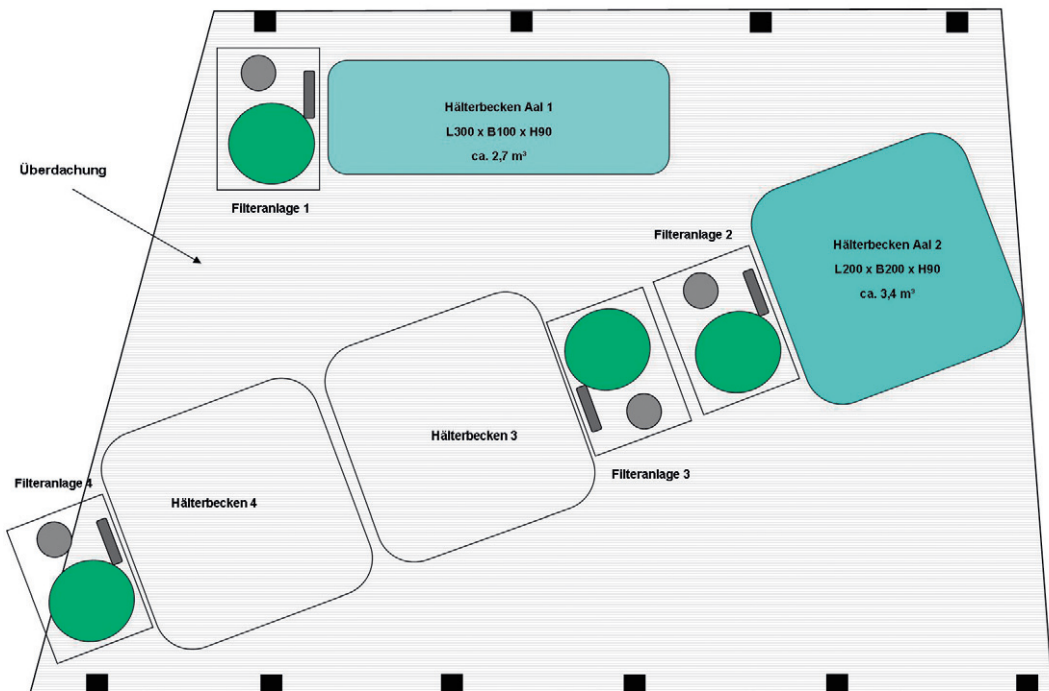 Hälterbecken Aal 1
L300 x B100 x H90
ca. 2,7 m³
Überdachung
Filteranlage 1
Filteranlage 2
Hälterbecken Aal 2
L200 x B200 x H90
ca. 3,4 m³
Hälterbecken 3
Filteranlage 3
Filteranlage 4
Hälterbecken 4